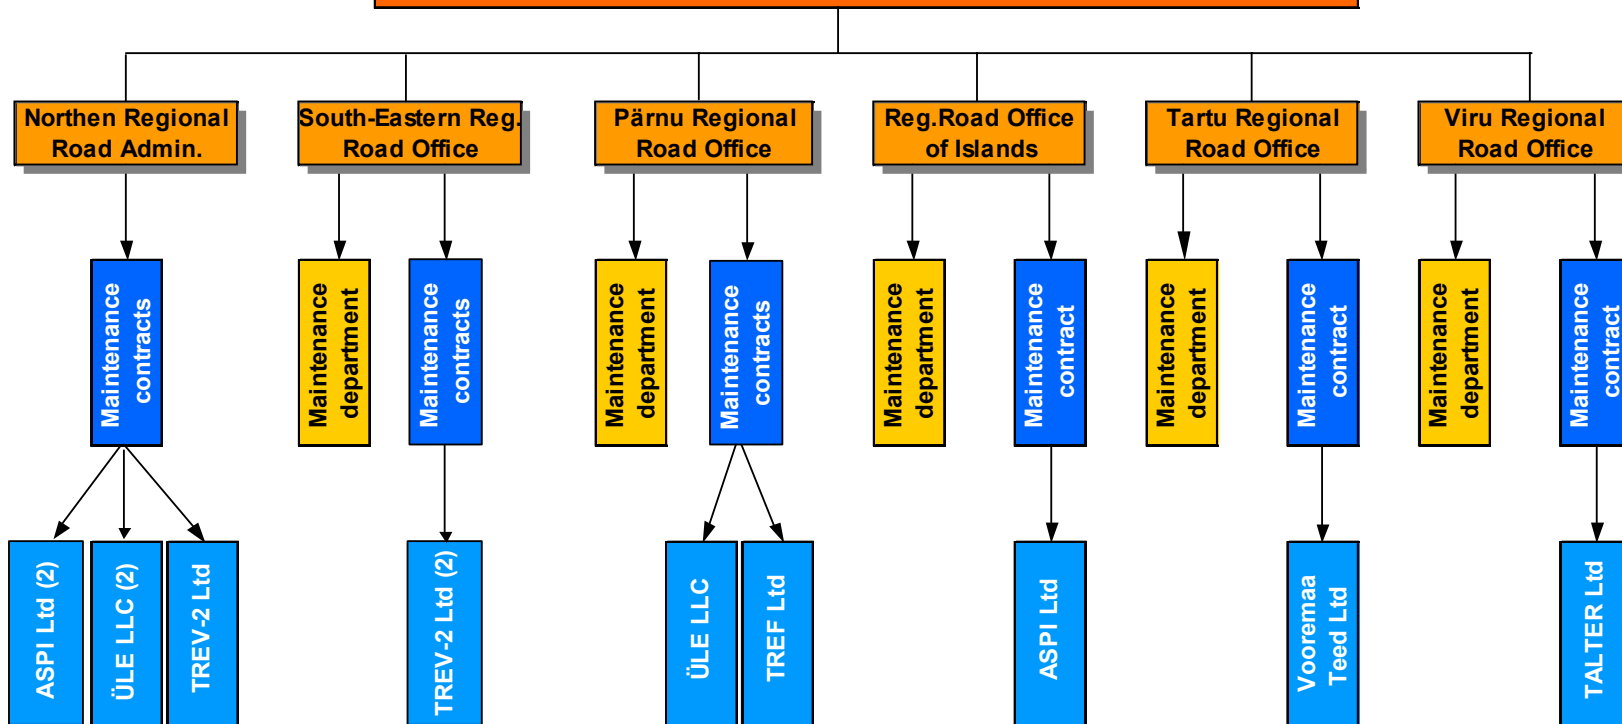 Northen Regional
Road Admin.
South-Eastern Reg.
Road Office
Pärnu Regional
Road Office
Reg.Road Office
of Islands
Tartu Regional
Road Office
Viru Regional
Road Office
Maintenance
contracts
Maintenance
department
Maintenance
contracts
Maintenance
department
Maintenance
contracts
Maintenance
department
Maintenance
contract
Maintenance
department
Maintenance
contract
Maintenance
department
Maintenance
contract
ASPI Ltd (2)
ÜLE LLC (2)
TREV-2 Ltd
TREV-2 Ltd (2)
ÜLE LLC
TREF Ltd
ASPI Ltd
Vooremaa
Teed Ltd
TALTER Ltd